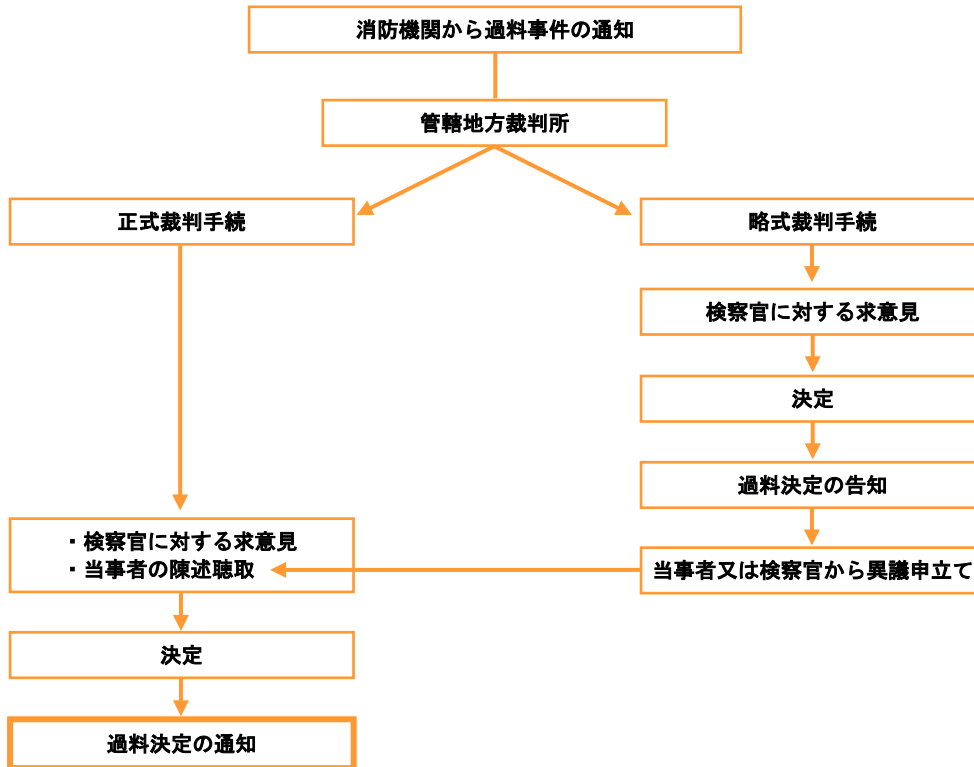 消防機関から過料事件の通知
管轄地方裁判所
正式裁判手続
略式裁判手続
検察官に対する求意見
決定
過料決定の告知
当事者又は検察官から異議申立て
・検察官に対する求意見
・当事者の陳述聴取
決定
過料決定の通知